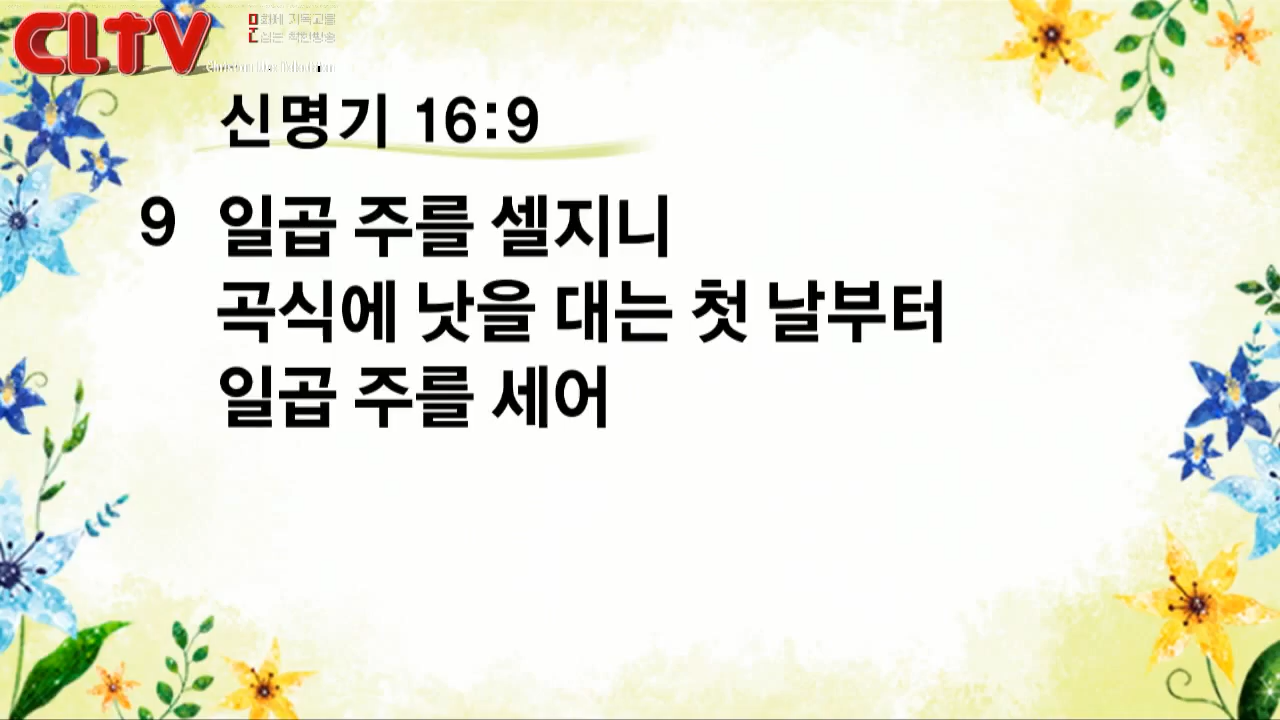 CLTV
신명기 16:9
9 일곱 주를 셀지니
곡식에 낫을 대는 첫 날부터
일곱 주를 세어